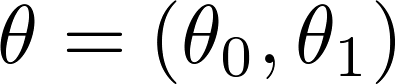 θ = (θ₀, θ₁)